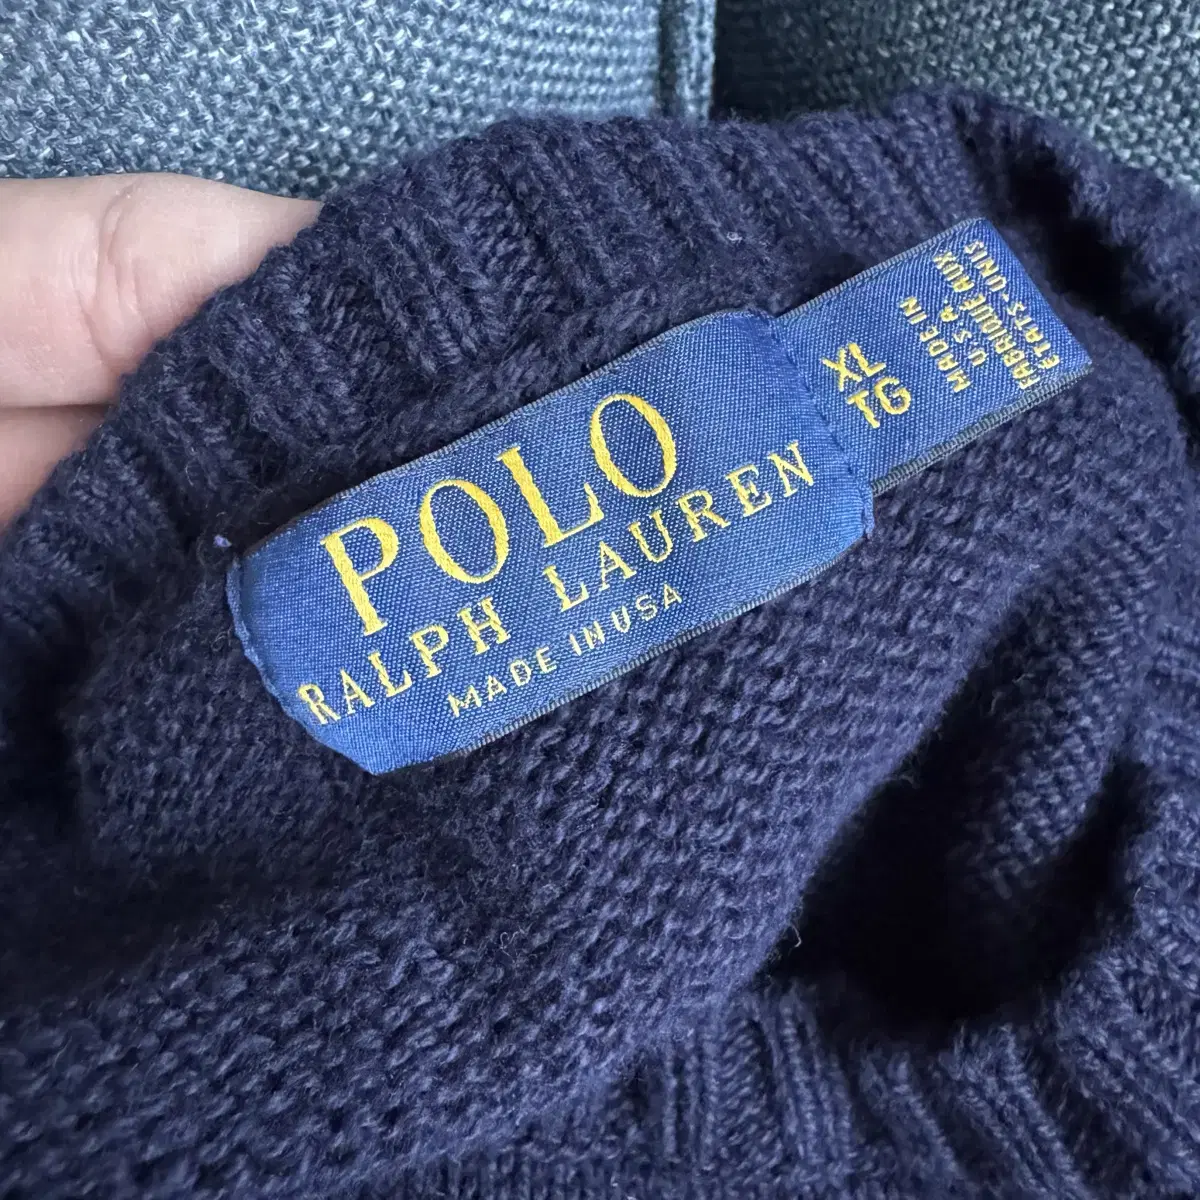 POLO
RALPH LAUREN
MADE IN USA
XL
TG
MADE IN
U.S.A.
FABRIQUÉ AUX
ÉTATS-UNIS